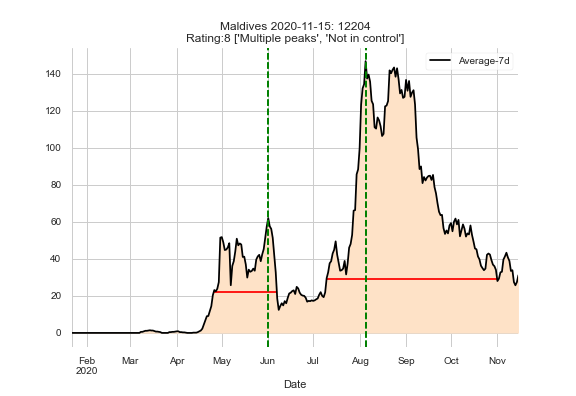 Maldives 2020-11-15: 12204
Rating:8 ['Multiple peaks', 'Not in control']
Average-7d
140
120
100
80
60
40
20
0
Feb Mar Apr May Jun Jul Aug Sep Oct Nov
2020
Date